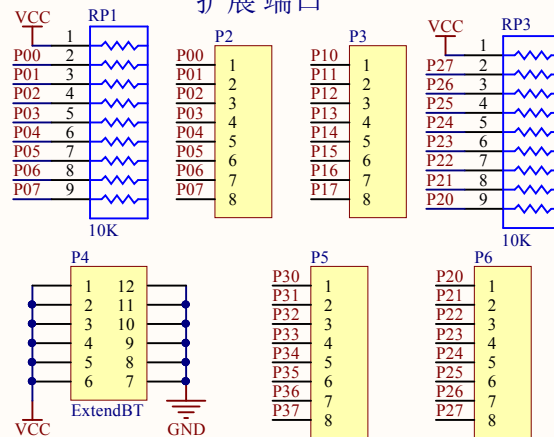 扩展端口
VCC RP1
1
P00 2
P01 3
P02 4
P03 5
P04 6
P05 7
P06 8
P07 9
10K
P2
P00 1
P01 2
P02 3
P03 4
P04 5
P05 6
P06 7
P07 8
P3
P10 1
P11 2
P12 3
P13 4
P14 5
P15 6
P16 7
P17 8
VCC RP3
1
P27 2
P26 3
P25 4
P24 5
P23 6
P22 7
P21 8
P20 9
10K
P4
1 12
2 11
3 10
4 9
5 8
6 7
ExtendBT
VCC GND
P5
P30 1
P31 2
P32 3
P33 4
P34 5
P35 6
P36 7
P37 8
P6
P20 1
P21 2
P22 3
P23 4
P24 5
P25 6
P26 7
P27 8